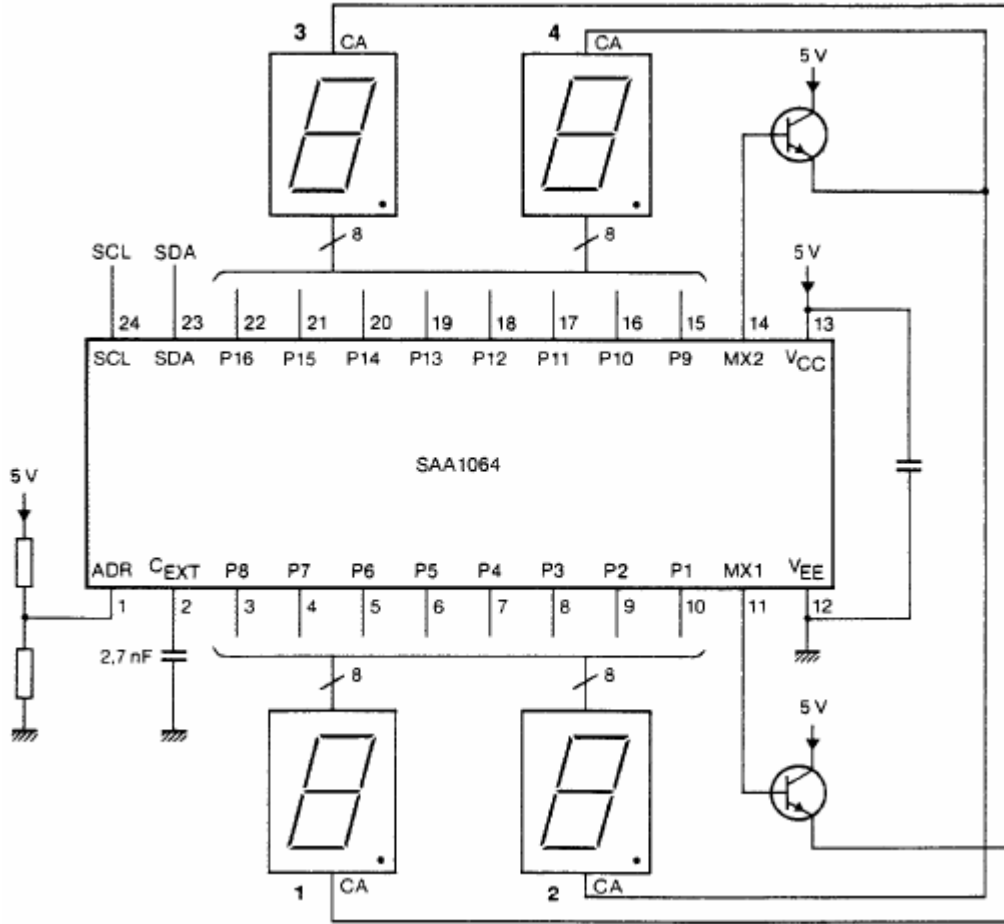 3 CA
4 CA
5 V
8
8
SCL SDA
5 V
24 23 22 21 20 19 18 17 16 15 14 13
SCL SDA P16 P15 P14 P13 P12 P11 P10 P9 MX2 VCC
SAA1064
5 V
ADR CEXT P8 P7 P6 P5 P4 P3 P2 P1 MX1 VEE
1 2 3 4 5 6 7 8 9 10 11 12
2,7 nF
8
8
5 V
1 CA
2 CA